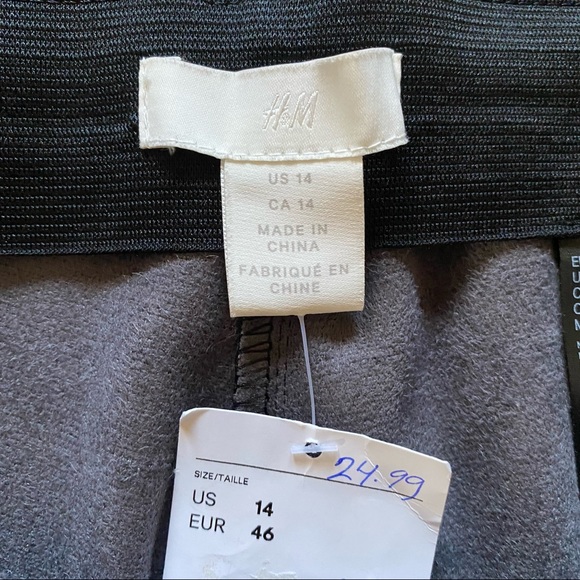 H&M
US 14
CA 14
MADE IN
CHINA
FABRIQUÉ EN
CHINE
24.99
SIZE/TAILLE
US 14
EUR 46